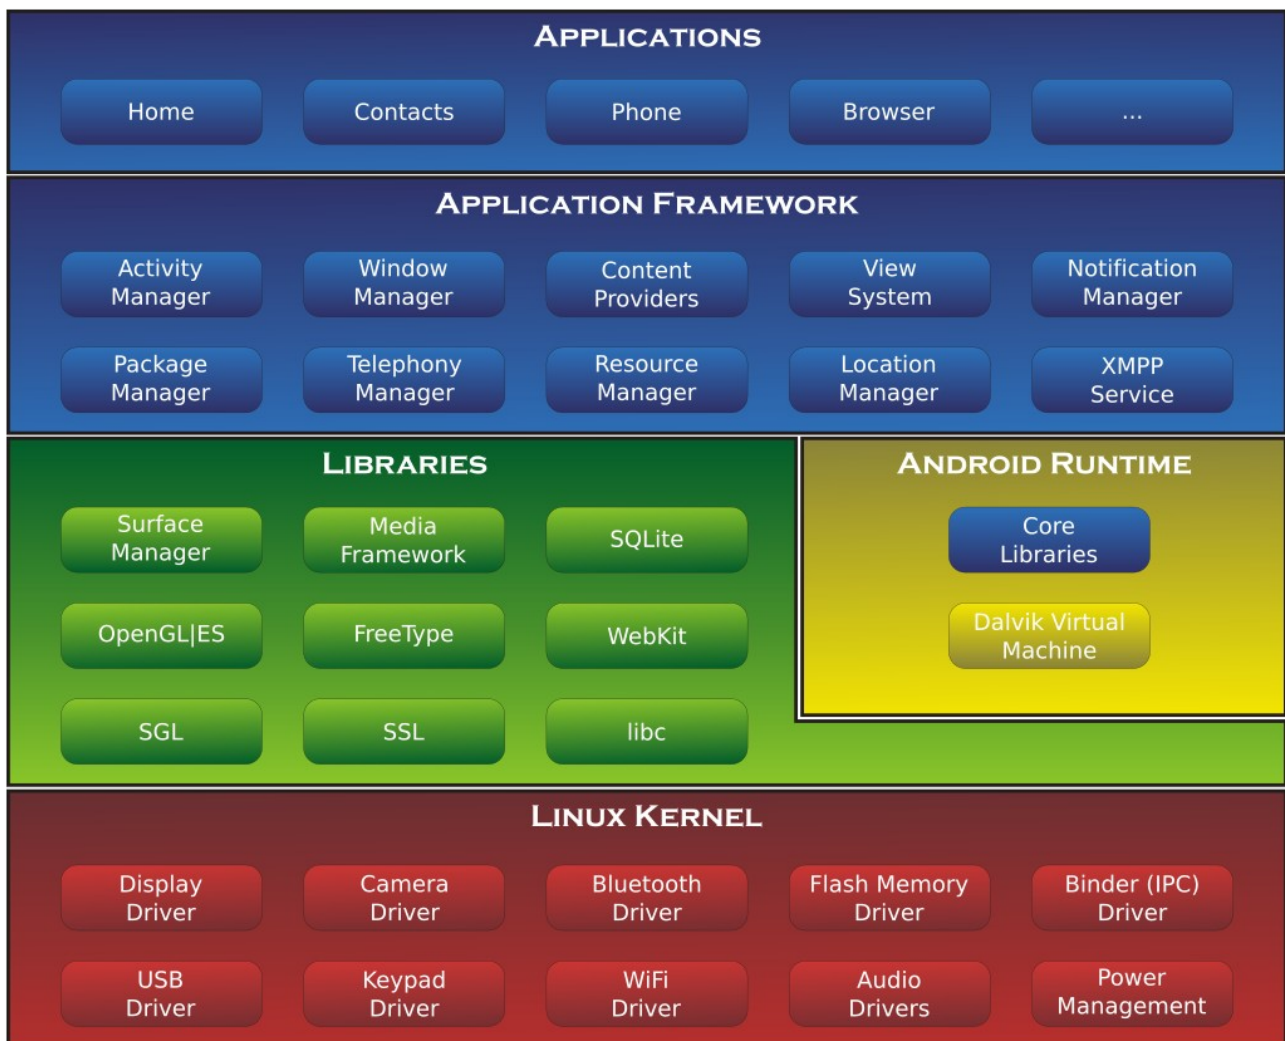 APPLICATIONS
Home
Contacts
Phone
Browser
...
APPLICATION FRAMEWORK
Activity
Manager
Window
Manager
Content
Providers
View
System
Notification
Manager
Package
Manager
Telephony
Manager
Resource
Manager
Location
Manager
XMPP
Service
LIBRARIES
Surface
Manager
Media
Framework
SQLite
OpenGL|ES
FreeType
WebKit
SGL
SSL
libc
ANDROID RUNTIME
Core
Libraries
Dalvik Virtual
Machine
LINUX KERNEL
Display
Driver
Camera
Driver
Bluetooth
Driver
Flash Memory
Driver
Binder (IPC)
Driver
USB
Driver
Keypad
Driver
WiFi
Driver
Audio
Drivers
Power
Management